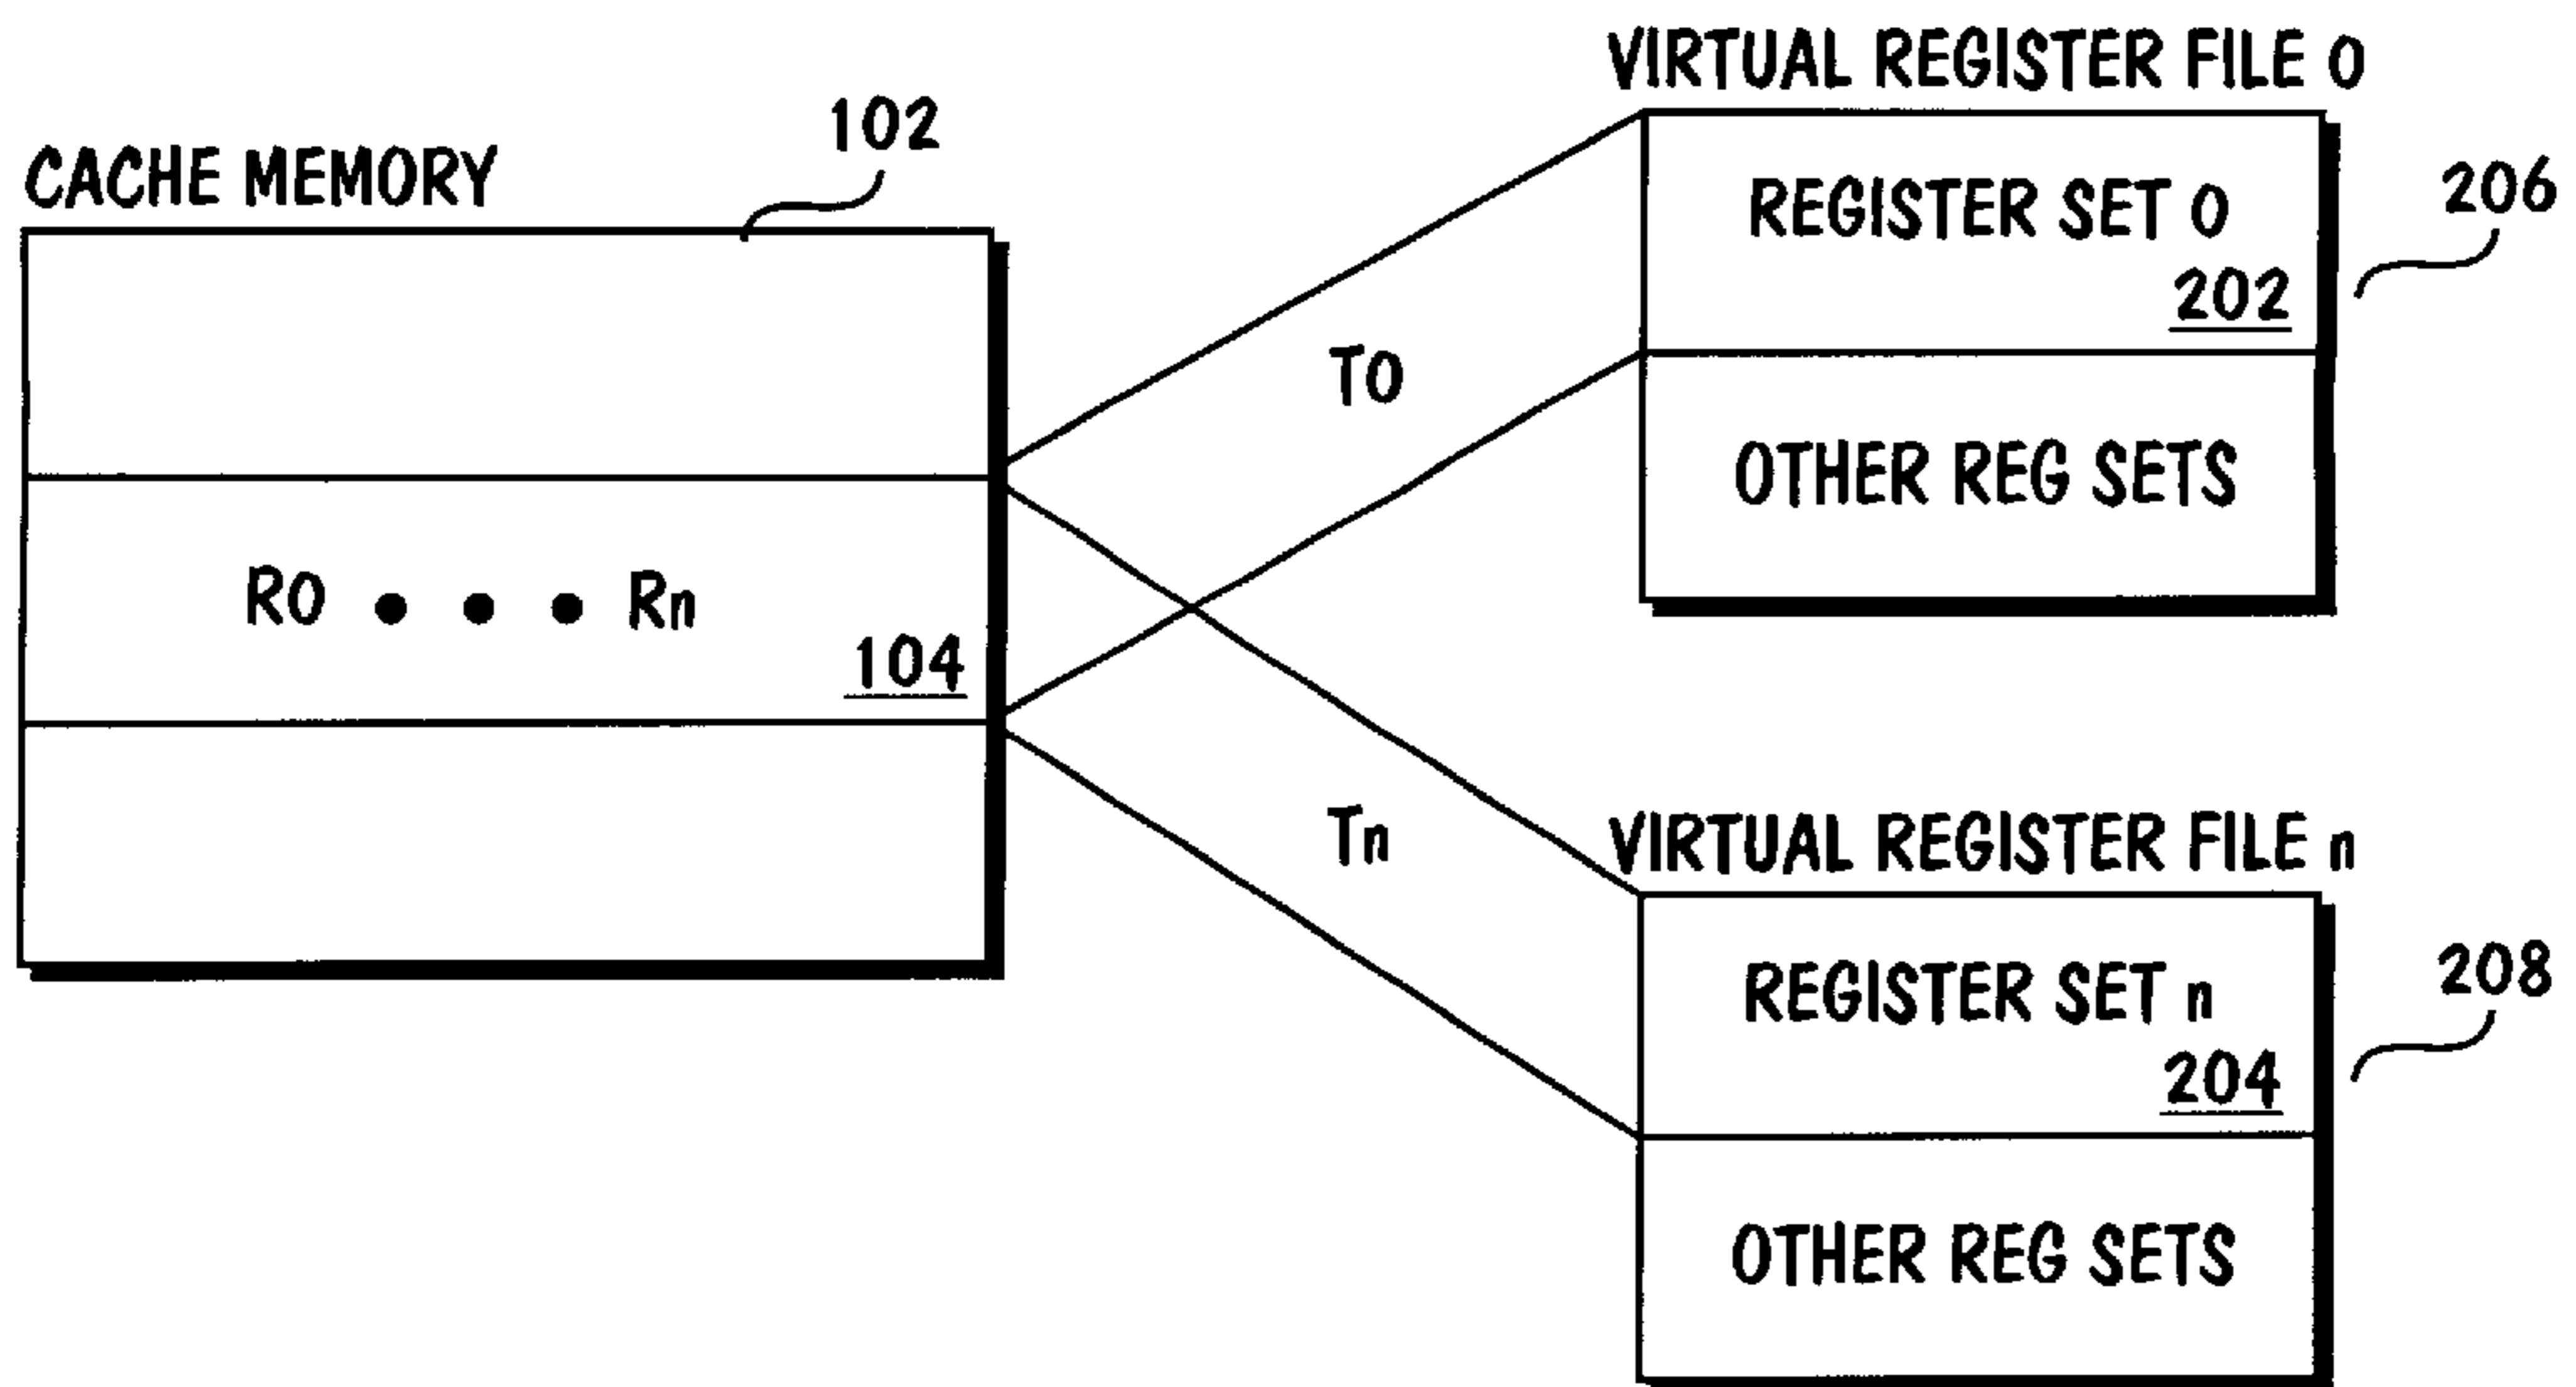 CACHE MEMORY
102
R0 • • • Rn
104
T0
Tn
VIRTUAL REGISTER FILE 0
REGISTER SET 0
202
206
OTHER REG SETS
VIRTUAL REGISTER FILE n
REGISTER SET n
204
208
OTHER REG SETS